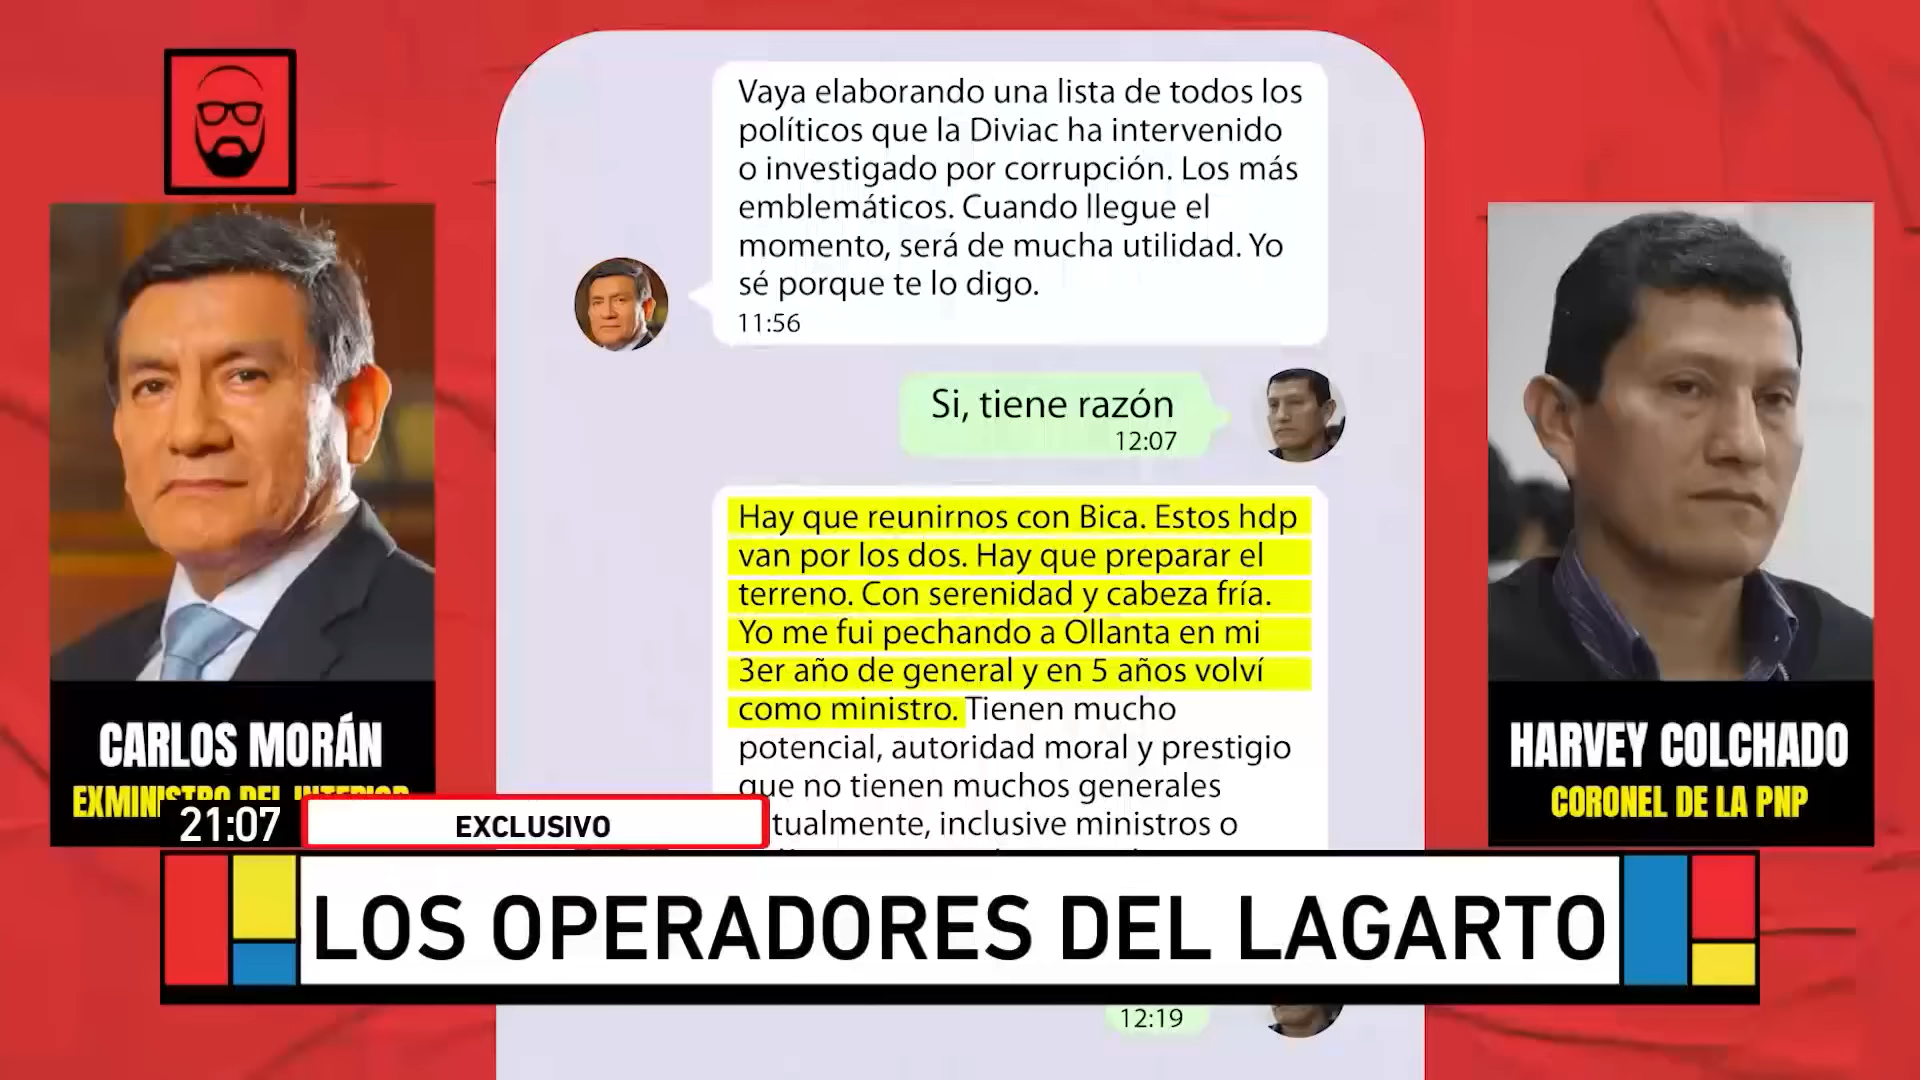 Vaya elaborando una lista de todos los
políticos que la Diviac ha intervenido
o investigado por corrupción. Los más
emblemáticos. Cuando llegue el
momento, será de mucha utilidad. Yo
sé porque te lo digo.
11:56
Si, tiene razón
12:07
Hay que reunirnos con Bica. Estos hdp
van por los dos. Hay que preparar el
terreno. Con serenidad y cabeza fría.
Yo me fui pechando a Ollanta en mi
3er año de general y en 5 años volví
como ministro. Tienen mucho
potencial, autoridad moral y prestigio
que no tienen muchos generales
tualmente, inclusive ministros o
12:19
CARLOS MORÁN
EXMINISTRO DEL INTERIOR
HARVEY COLCHADO
CORONEL DE LA PNP
21:07
EXCLUSIVO
LOS OPERADORES DEL LAGARTO